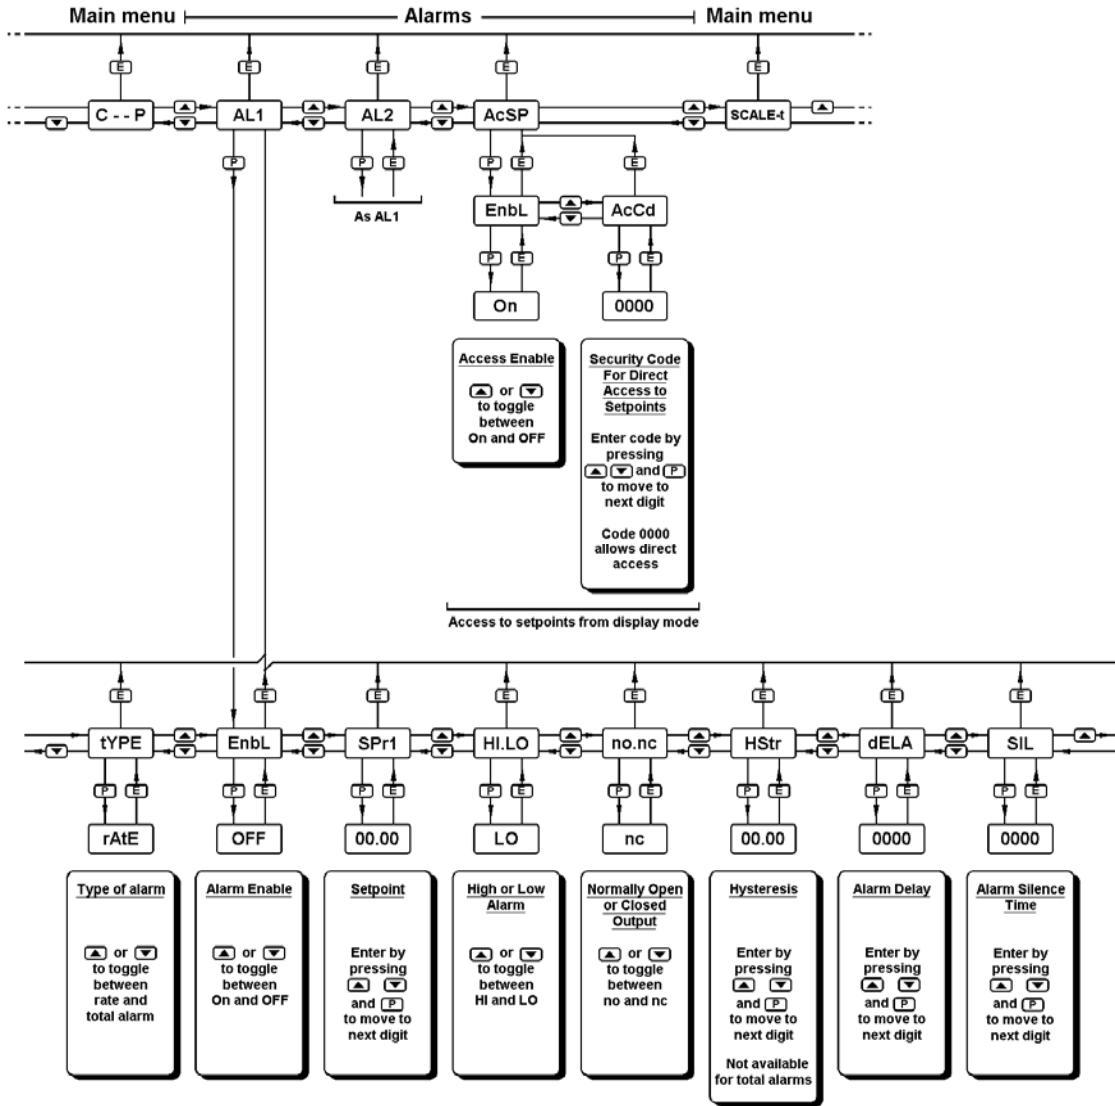 Main menu
Alarms
Main menu
E E E E E
C - - P AL1 AL2 AcSP SCALE-t
P P E P E E
As AL1
EnbL AcCd
P E P E
On 0000
Access Enable
or
to toggle
between
On and OFF
Security Code
For Direct
Access to
Setpoints
Enter code by
pressing
and P
to move to
next digit
Code 0000
allows direct
access
Access to setpoints from display mode
E E E E E E E E
tYPE EnbL SPr1 HI.LO no.nc HStr dELA SIL
P E P E P E P E P E P E P E P E
rAtE OFF 00.00 LO nc 00.00 0000 0000
Type of alarm
or
to toggle
between
rate and
total alarm
Alarm Enable
or
to toggle
between
On and OFF
Setpoint
Enter by
pressing
and P
to move to
next digit
High or Low
Alarm
or
to toggle
between
HI and LO
Normally Open
or Closed
Output
or
to toggle
between
no and nc
Hysteresis
Enter by
pressing
and P
to move to
next digit
Not available
for total alarms
Alarm Delay
Enter by
pressing
and P
to move to
next digit
Alarm Silence
Time
Enter by
pressing
and P
to move to
next digit